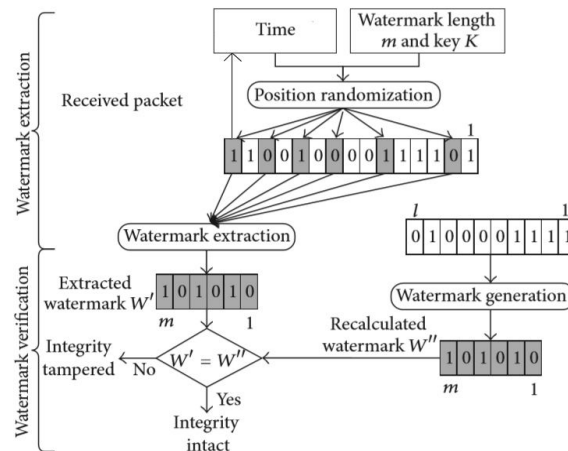 Time
Watermark length
m and key K
Watermark extraction
Received packet
Position randomization
1
1 1 0 0 1 0 0 0 0 1 1 1 1 0 1
l 1
0 1 0 0 0 0 1 1 1 1
Watermark extraction
Watermark verification
Extracted
watermark W′
1 0 1 0 1 0
m 1
Watermark generation
Recalculated
watermark W″
1 0 1 0 1 0
m 1
Integrity
tampered
No
W′ = W″
Yes
Integrity
intact